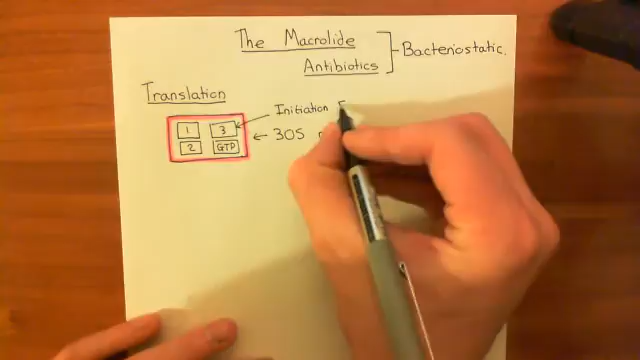 The Macrolide
Antibiotics
Bacteriostatic.
Translation
Initiation
1 3
2 GTP
30S